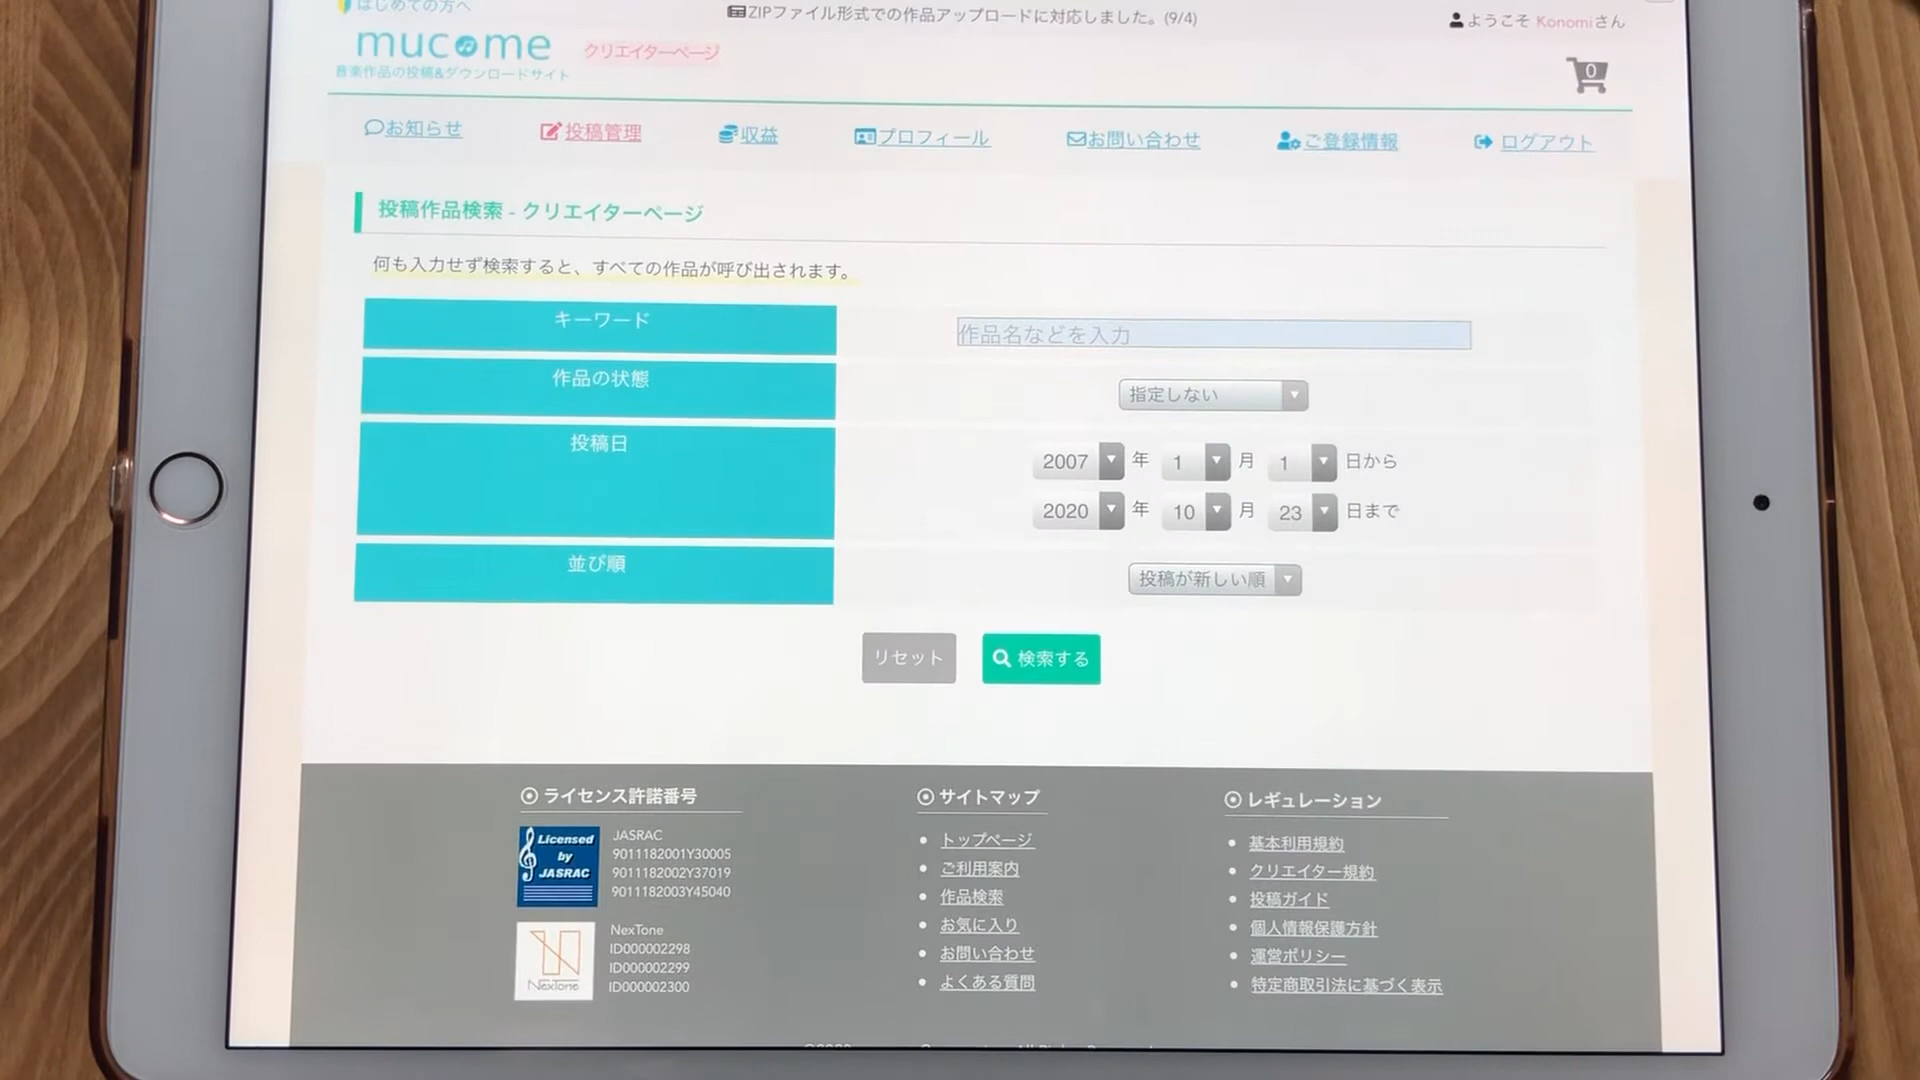 はじめての方へ
ZIPファイル形式での作品アップロードに対応しました。(9/4)
ようこそ Konomiさん
mucome
クリエイターページ
音楽作品の投稿&ダウンロードサイト
0
お知らせ
投稿管理
収益
プロフィール
お問い合わせ
ご登録情報
ログアウト
投稿作品検索 - クリエイターページ
何も入力せず検索すると、すべての作品が呼び出されます。
キーワード
作品名などを入力
作品の状態
指定しない
投稿日
2007 年 1 月 1 日から
2020 年 10 月 23 日まで
並び順
投稿が新しい順
リセット
検索する
ライセンス許諾番号
Licensed
by
JASRAC
JASRAC
9011182001Y30005
9011182002Y37019
9011182003Y45040
NexTone
NexTone
ID000002298
ID000002299
ID000002300
サイトマップ
トップページ
ご利用案内
作品検索
お気に入り
お問い合わせ
よくある質問
レギュレーション
基本利用規約
クリエイター規約
投稿ガイド
個人情報保護方針
運営ポリシー
特定商取引法に基づく表示